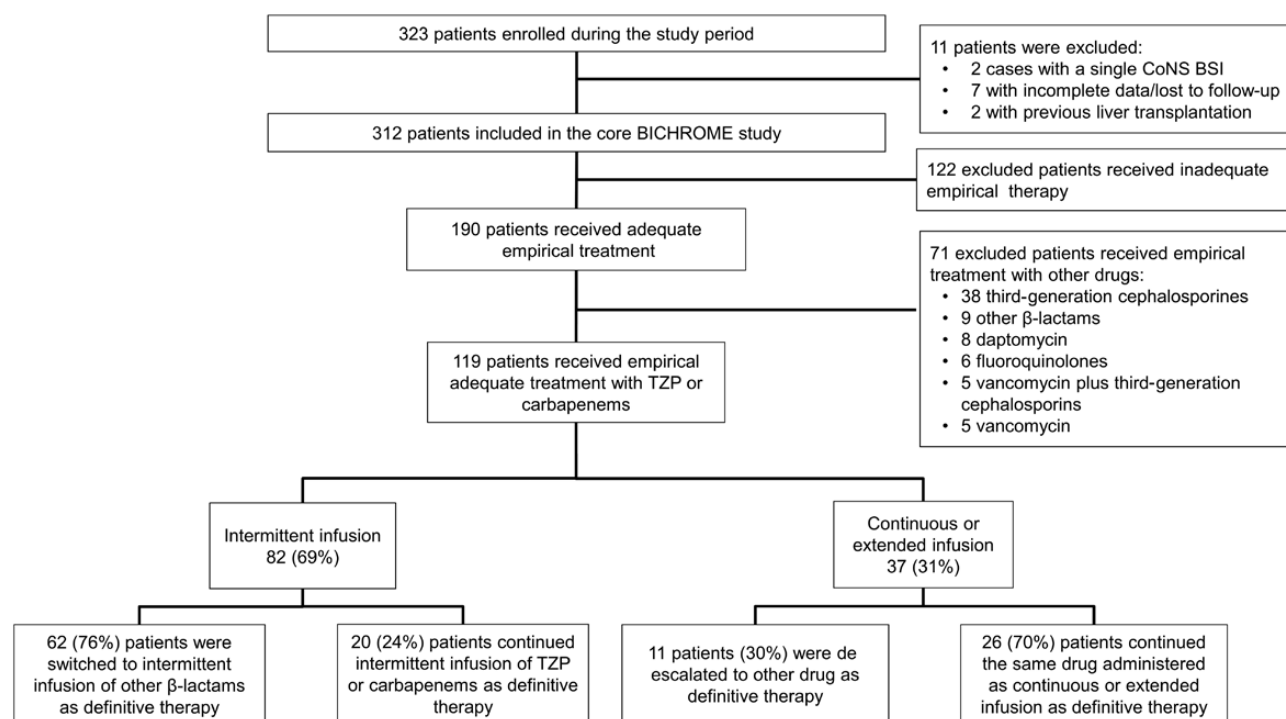 323 patients enrolled during the study period
11 patients were excluded:
• 2 cases with a single CoNS BSI
• 7 with incomplete data/lost to follow-up
• 2 with previous liver transplantation
312 patients included in the core BICHROME study
122 excluded patients received inadequate
empirical therapy
190 patients received adequate
empirical treatment
71 excluded patients received empirical
treatment with other drugs:
• 38 third-generation cephalosporines
• 9 other β-lactams
• 8 daptomycin
• 6 fluoroquinolones
• 5 vancomycin plus third-generation
cephalosporins
• 5 vancomycin
119 patients received empirical
adequate treatment with TZP or
carbapenems
Intermittent infusion
82 (69%)
Continuous or
extended infusion
37 (31%)
62 (76%) patients were
switched to intermittent
infusion of other β-lactams
as definitive therapy
20 (24%) patients continued
intermittent infusion of TZP
or carbapenems as definitive
therapy
11 patients (30%) were de
escalated to other drug as
definitive therapy
26 (70%) patients continued
the same drug administered
as continuous or extended
infusion as definitive therapy